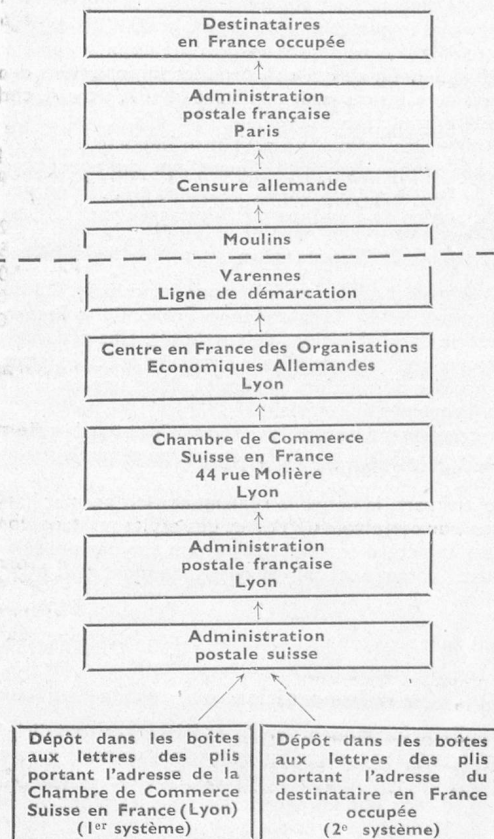 Destinataires
en France occupée
Administration
postale française
Paris
Censure allemande
Moulins
Varennes
Ligne de démarcation
Centre en France des Organisations
Economiques Allemandes
Lyon
Chambre de Commerce
Suisse en France
44 rue Molière
Lyon
Administration
postale française
Lyon
Administration
postale suisse
Dépôt dans les boîtes
aux lettres des plis
portant l'adresse de la
Chambre de Commerce
Suisse en France (Lyon)
(1er système)
Dépôt dans les boîtes
aux lettres des plis
portant l'adresse du
destinataire en France
occupée
(2e système)